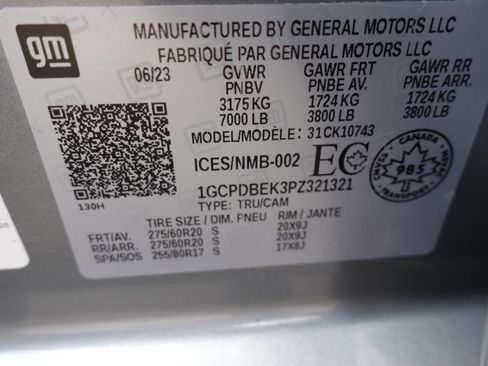 gm
MANUFACTURED BY GENERAL MOTORS LLC
FABRIQUÉ PAR GENERAL MOTORS LLC
06/23 GVWR GAWR FRT GAWR RR
PNBV PNBE AV. PNBE ARR.
3175 KG 1724 KG 1724 KG
7000 LB 3800 LB 3800 LB
MODEL/MODÈLE: 31CK10743
ICES/NMB-002 EC
CANADA
985
TRANSPORT
1GCPDBEK3PZ321321
130H TYPE: TRU/CAM
TIRE SIZE / DIM. PNEU RIM / JANTE
FRT/AV. 275/60R20 S 20X9J
RR/ARR. 275/60R20 S 20X9J
SPA/SOS 255/80R17 S 17X8J